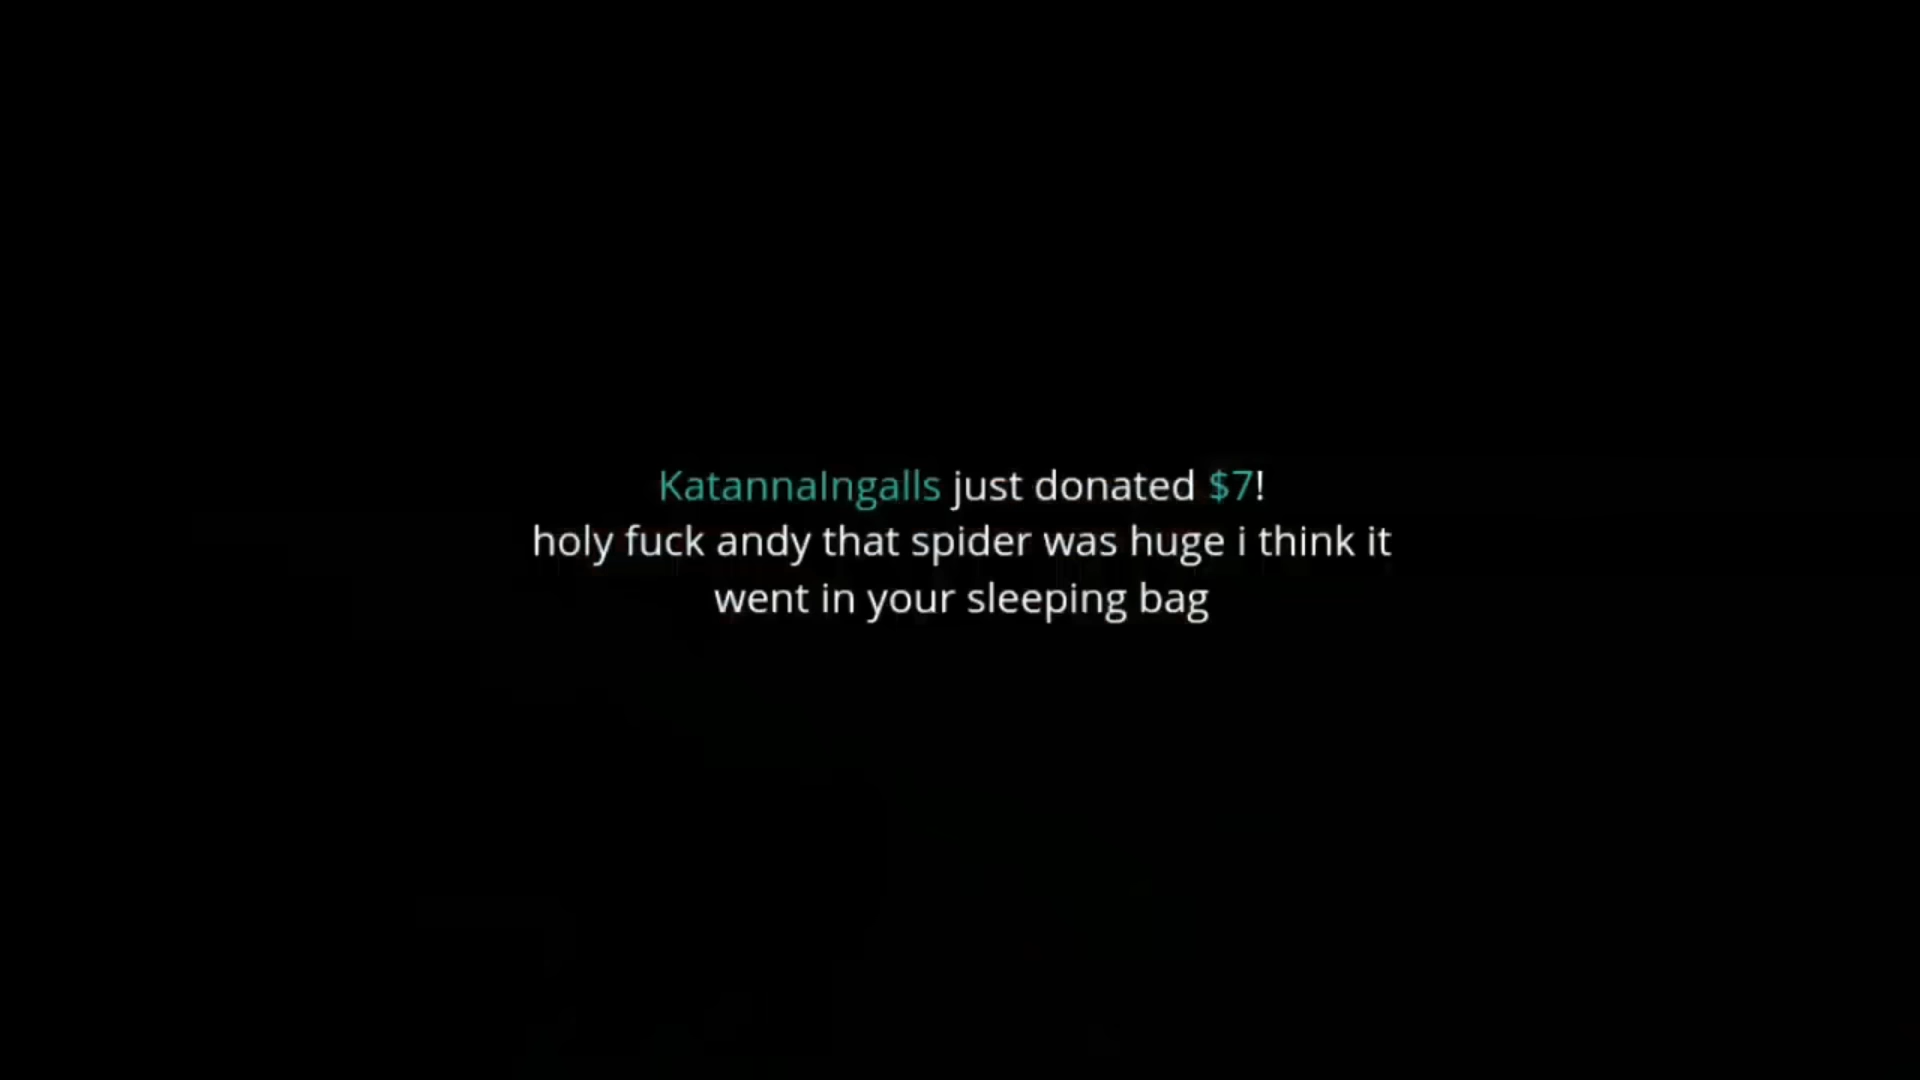 KatannaIngalls just donated $7!
holy fuck andy that spider was huge i think it
went in your sleeping bag